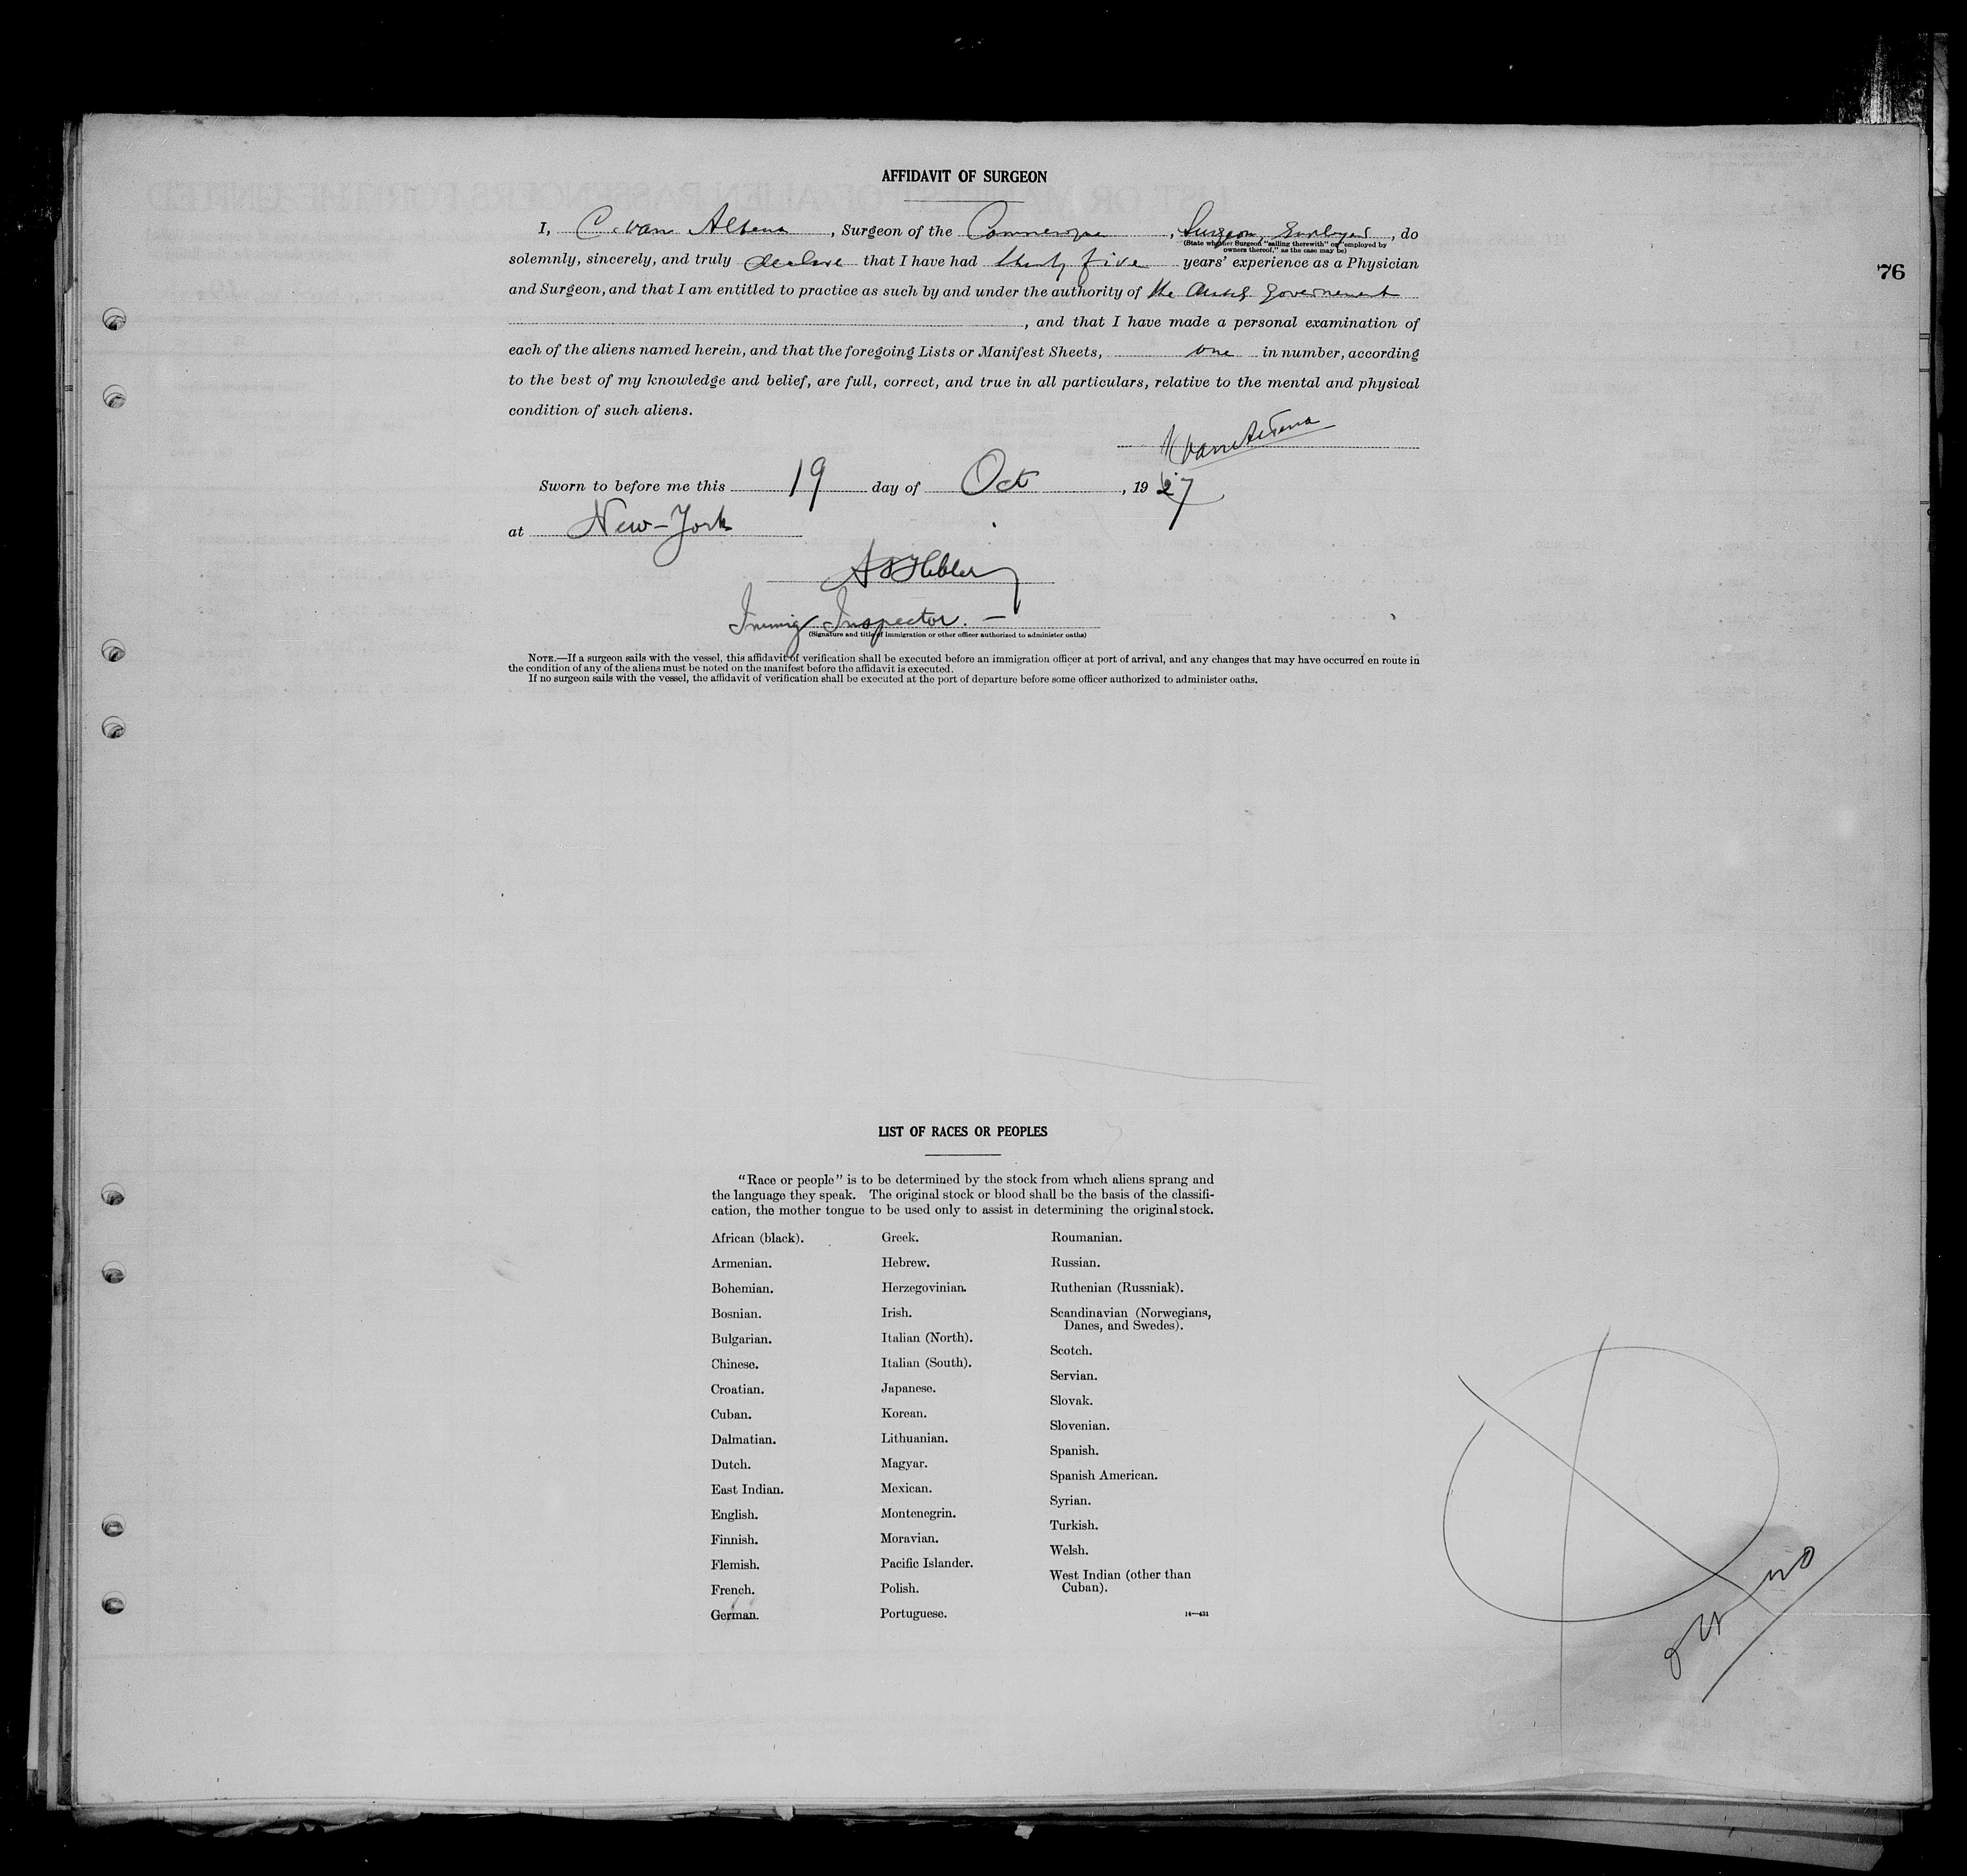 AFFIDAVIT OF SURGEON
I, C. van Albena, Surgeon of the, Surgeon, Employed, do
(State whether Surgeon "sailing therewith" or "employed by owners thereof," as the case may be)
solemnly, sincerely, and truly declare that I have had thirty five years' experience as a Physician
and Surgeon, and that I am entitled to practice as such by and under the authority of the government
, and that I have made a personal examination of
each of the aliens named herein, and that the foregoing Lists or Manifest Sheets, one in number, according
to the best of my knowledge and belief, are full, correct, and true in all particulars, relative to the mental and physical
condition of such aliens.
Sworn to before me this 19 day of Oct, 1927
at New-York
Immig Inspector. —
(Signature and title of immigration or other officer authorized to administer oaths)
NOTE.—If a surgeon sails with the vessel, this affidavit of verification shall be executed before an immigration officer at port of arrival, and any changes that may have occurred en route in
the condition of any of the aliens must be noted on the manifest before the affidavit is executed.
If no surgeon sails with the vessel, the affidavit of verification shall be executed at the port of departure before some officer authorized to administer oaths.
76
LIST OF RACES OR PEOPLES
"Race or people" is to be determined by the stock from which aliens sprang and
the language they speak. The original stock or blood shall be the basis of the classifi-
cation, the mother tongue to be used only to assist in determining the original stock.
African (black).
Armenian.
Bohemian.
Bosnian.
Bulgarian.
Chinese.
Croatian.
Cuban.
Dalmatian.
Dutch.
East Indian.
English.
Finnish.
Flemish.
French.
German.
Greek.
Hebrew.
Herzegovinian.
Irish.
Italian (North).
Italian (South).
Japanese.
Korean.
Lithuanian.
Magyar.
Mexican.
Montenegrin.
Moravian.
Pacific Islander.
Polish.
Portuguese.
Roumanian.
Russian.
Ruthenian (Russniak).
Scandinavian (Norwegians,
Danes, and Swedes).
Scotch.
Servian.
Slovak.
Slovenian.
Spanish.
Spanish American.
Syrian.
Turkish.
Welsh.
West Indian (other than
Cuban).
14—431